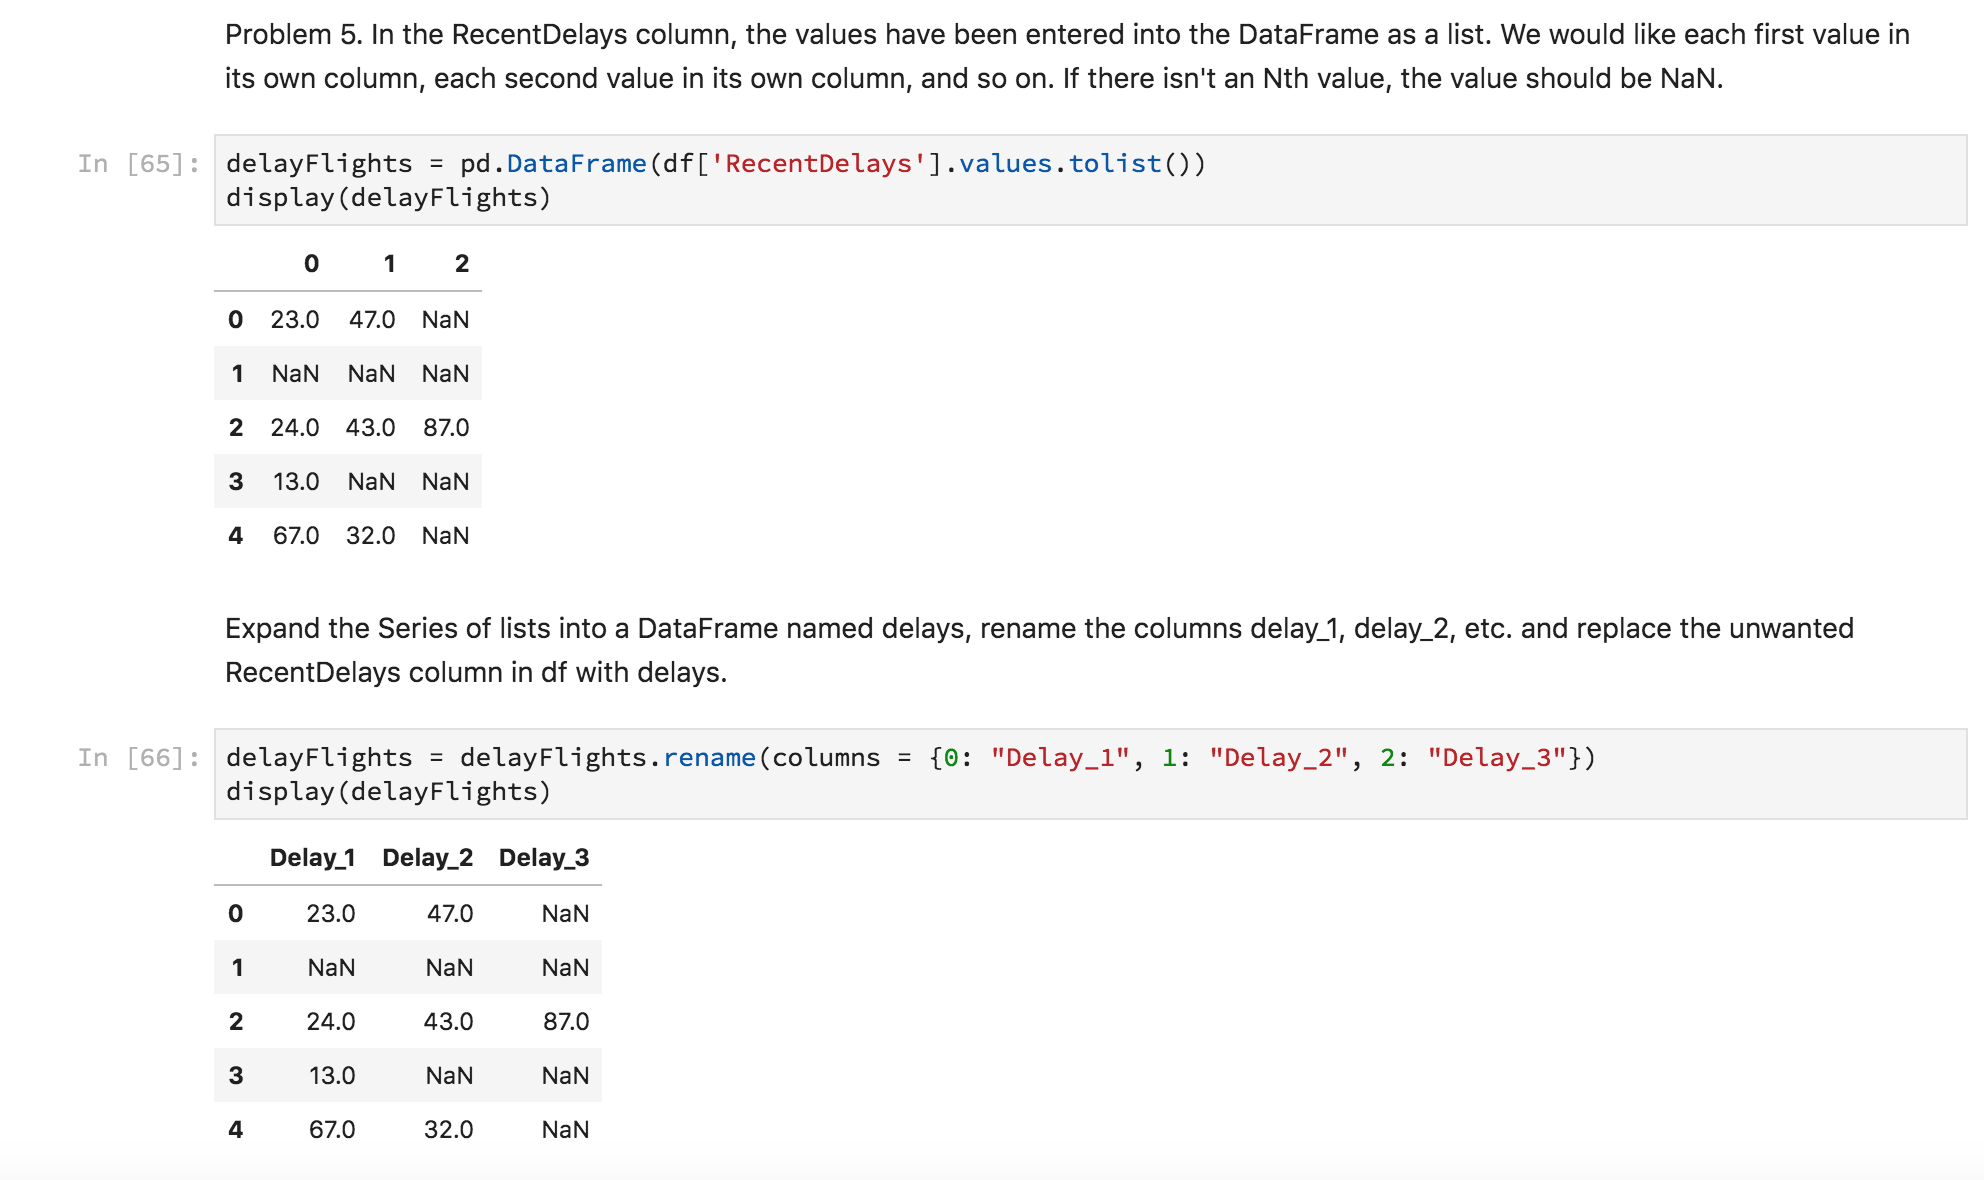 Problem 5. In the RecentDelays column, the values have been entered into the DataFrame as a list. We would like each first value in
its own column, each second value in its own column, and so on. If there isn't an Nth value, the value should be NaN.
In [65]: delayFlights = pd.DataFrame(df['RecentDelays'].values.tolist())
display(delayFlights)
0 1 2
0 23.0 47.0 NaN
1 NaN NaN NaN
2 24.0 43.0 87.0
3 13.0 NaN NaN
4 67.0 32.0 NaN
Expand the Series of lists into a DataFrame named delays, rename the columns delay_1, delay_2, etc. and replace the unwanted
RecentDelays column in df with delays.
In [66]: delayFlights = delayFlights.rename(columns = {0: "Delay_1", 1: "Delay_2", 2: "Delay_3"})
display(delayFlights)
Delay_1 Delay_2 Delay_3
0 23.0 47.0 NaN
1 NaN NaN NaN
2 24.0 43.0 87.0
3 13.0 NaN NaN
4 67.0 32.0 NaN